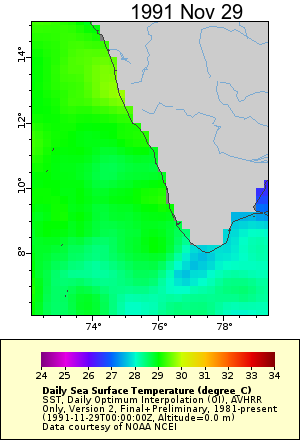 1991 Nov 29
14°
12°
10°
8°
74°
76°
78°
24 25 26 27 28 29 30 31 32 33 34
Daily Sea Surface Temperature (degree_C)
SST, Daily Optimum Interpolation (OI), AVHRR
Only, Version 2, Final+Preliminary, 1981-present
(1991-11-29T00:00:00Z, Altitude=0.0 m)
Data courtesy of NOAA NCEI